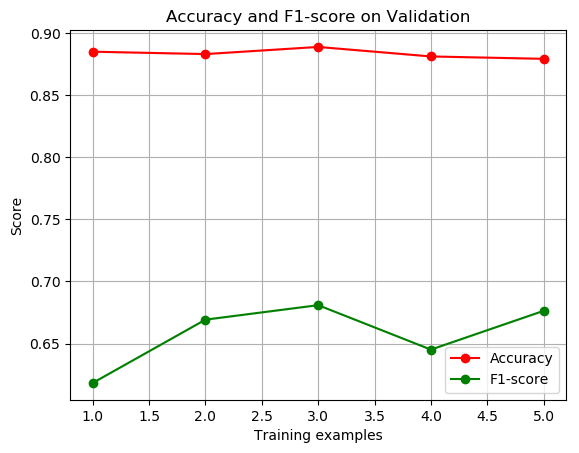 Accuracy and F1-score on Validation
0.90
0.85
0.80
0.75
0.70
0.65
Score
1.0 1.5 2.0 2.5 3.0 3.5 4.0 4.5 5.0
Training examples
Accuracy
F1-score